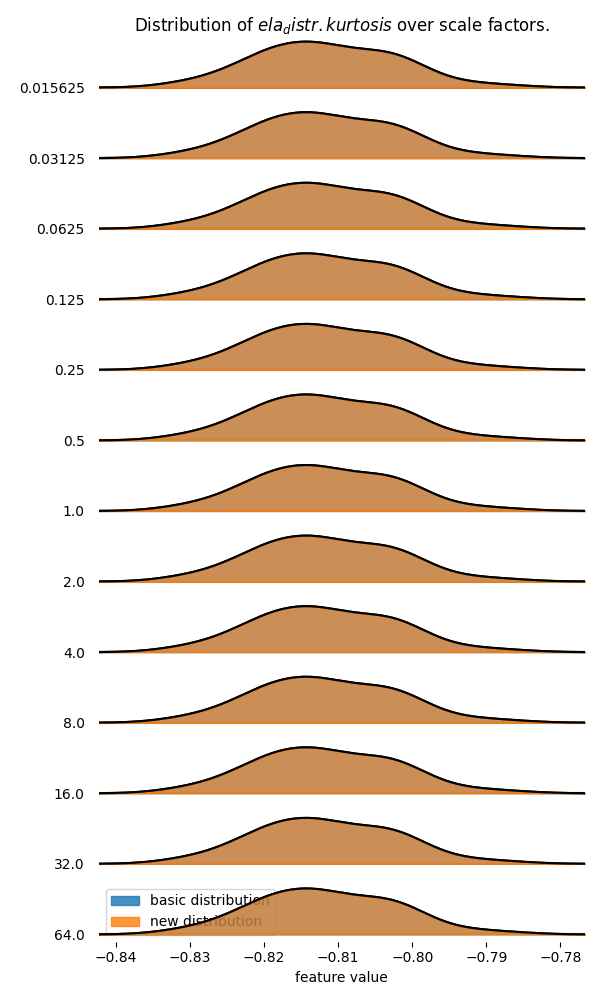 Distribution of ela_distr.kurtosis over scale factors.
0.015625
0.03125
0.0625
0.125
0.25
0.5
1.0
2.0
4.0
8.0
16.0
32.0
basic distribution
new distribution
64.0
−0.84 −0.83 −0.82 −0.81 −0.80 −0.79 −0.78
feature value